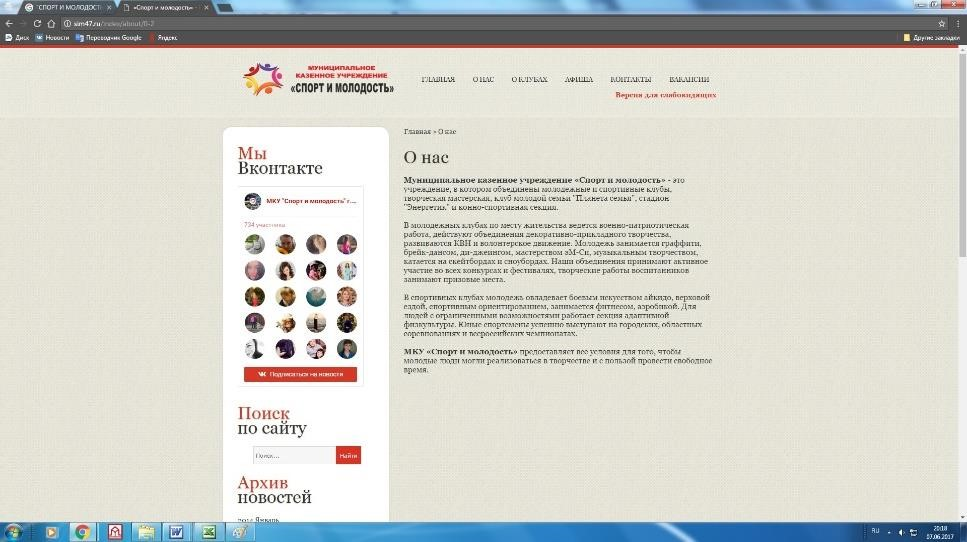 "СПОРТ И МОЛОДОСТЬ
«Спорт и молодость» -
sim47.ru/index/about/0-2
Диск
Новости
Переводчик Google
Яндекс
Другие закладки
МУНИЦИПАЛЬНОЕ
КАЗЕННОЕ УЧРЕЖДЕНИЕ
«СПОРТ И МОЛОДОСТЬ»
ГЛАВНАЯ О НАС О КЛУБАХ АФИША КОНТАКТЫ ВАКАНСИИ
Версия для слабовидящих
Мы
Вконтакте
МКУ "Спорт и молодость" г....
734 участника
Подписаться на новости
Поиск
по сайту
Поиск...
Найти
Архив
новостей
2014 Январь
Главная » О нас
О нас
Муниципальное казенное учреждение «Спорт и молодость» - это
учреждение, в котором объединены молодежные и спортивные клубы,
творческая мастерская, клуб молодой семьи "Планета семья", стадион
"Энергетик" и конно-спортивная секция.
В молодежных клубах по месту жительства ведется военно-патриотическая
работа, действуют объединения декоративно-прикладного творчества,
развиваются КВН и волонтерское движение. Молодежь занимается граффити,
брейк-дансом, ди-джеингом, мастерством эМ-Си, музыкальным творчеством,
катается на скейтбордах и сноубордах. Наши объединения принимают активное
участие во всех конкурсах и фестивалях, творческие работы воспитанников
занимают призовые места.
В спортивных клубах молодежь овладевает боевым искусством айкидо, верховой
ездой, спортивным ориентированием, занимается фитнесом, аэробикой. Для
людей с ограниченными возможностями работает секция адаптивной
физкультуры. Юные спортсмены успешно выступают на городских, областных
соревнованиях и всероссийских чемпионатах.
МКУ «Спорт и молодость» предоставляет все условия для того, чтобы
молодые люди могли реализоваться в творчестве и с пользой провести свободное
время.
RU
20:18
07.06.2017